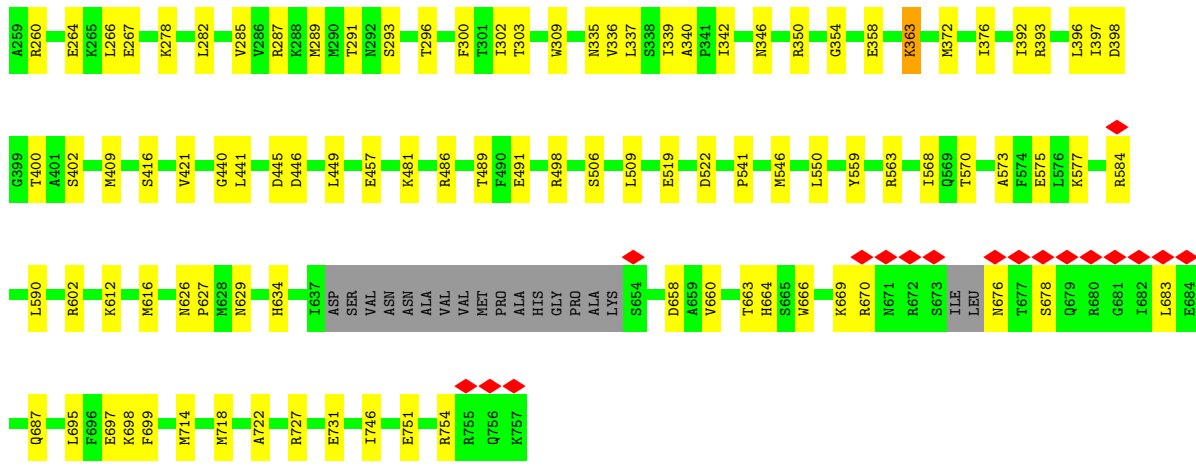 A259 R260 E264 K265 L266 E267 K278 L282 V285 V286 R287 K288 M289 M290 T291 N292 S293 T296 F300 T301 I302 T303 W309 N335 V336 L337 S338 I339 A340 P341 I342 N346 R350 G354 E358 K363 M372 I376 I392 R393 L396 I397 D398
G399 T400 A401 S402 M409 S416 V421 G440 L441 D445 D446 L449 E457 K481 R486 T489 F490 E491 R498 S506 L509 E519 D522 P541 M546 L550 Y559 R563 I568 Q569 T570 A573 F574 E575 L576 K577 R584
L590 R602 K612 M616 N626 P627 M628 N629 H634 I637 ASP SER VAL ASN ASN ALA VAL VAL MET PRO ALA HIS GLY PRO ALA LYS S654 D658 A659 V660 T663 H664 S665 W666 K669 R670 N671 R672 S673 ILE LEU N676 T677 S678 Q679 R680 G681 I682 L683 E684
Q687 L695 F696 E697 K698 F699 M714 M718 A722 R727 E731 I746 E751 R754 R755 Q756 K757